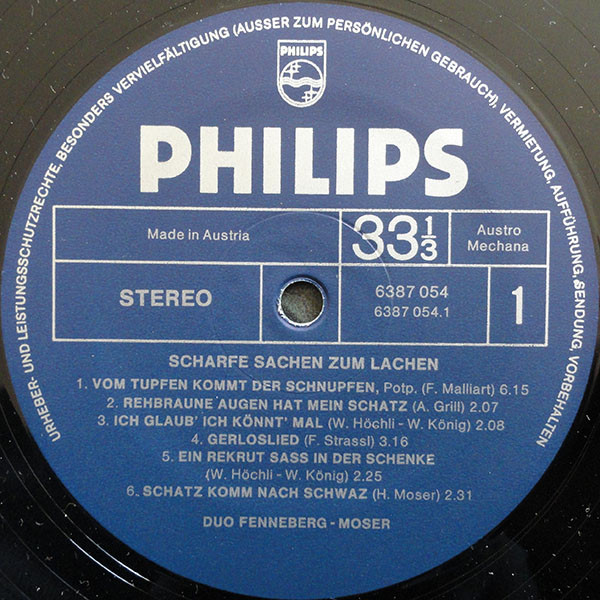 URHEBER- UND LEISTUNGSSCHUTZRECHTE, BESONDERS VERVIELFÄLTIGUNG (AUSSER ZUM PERSÖNLICHEN GEBRAUCH), VERMIETUNG, AUFFÜHRUNG, SENDUNG, VORBEHALTEN
PHILIPS
PHILIPS
Made in Austria
33 1/3
Austro
Mechana
STEREO
6387 054
6387 054.1
1
SCHARFE SACHEN ZUM LACHEN
1. VOM TUPFEN KOMMT DER SCHNUPFEN, Potp. (F. Malliart) 6.15
2. REHBRAUNE AUGEN HAT MEIN SCHATZ (A. Grill) 2.07
3. ICH GLAUB' ICH KÖNNT' MAL (W. Höchli - W. König) 2.08
4. GERLOSLIED (F. Strassl) 3.16
5. EIN REKRUT SASS IN DER SCHENKE
(W. Höchli - W. König) 2.25
6. SCHATZ KOMM NACH SCHWAZ (H. Moser) 2.31
DUO FENNEBERG - MOSER